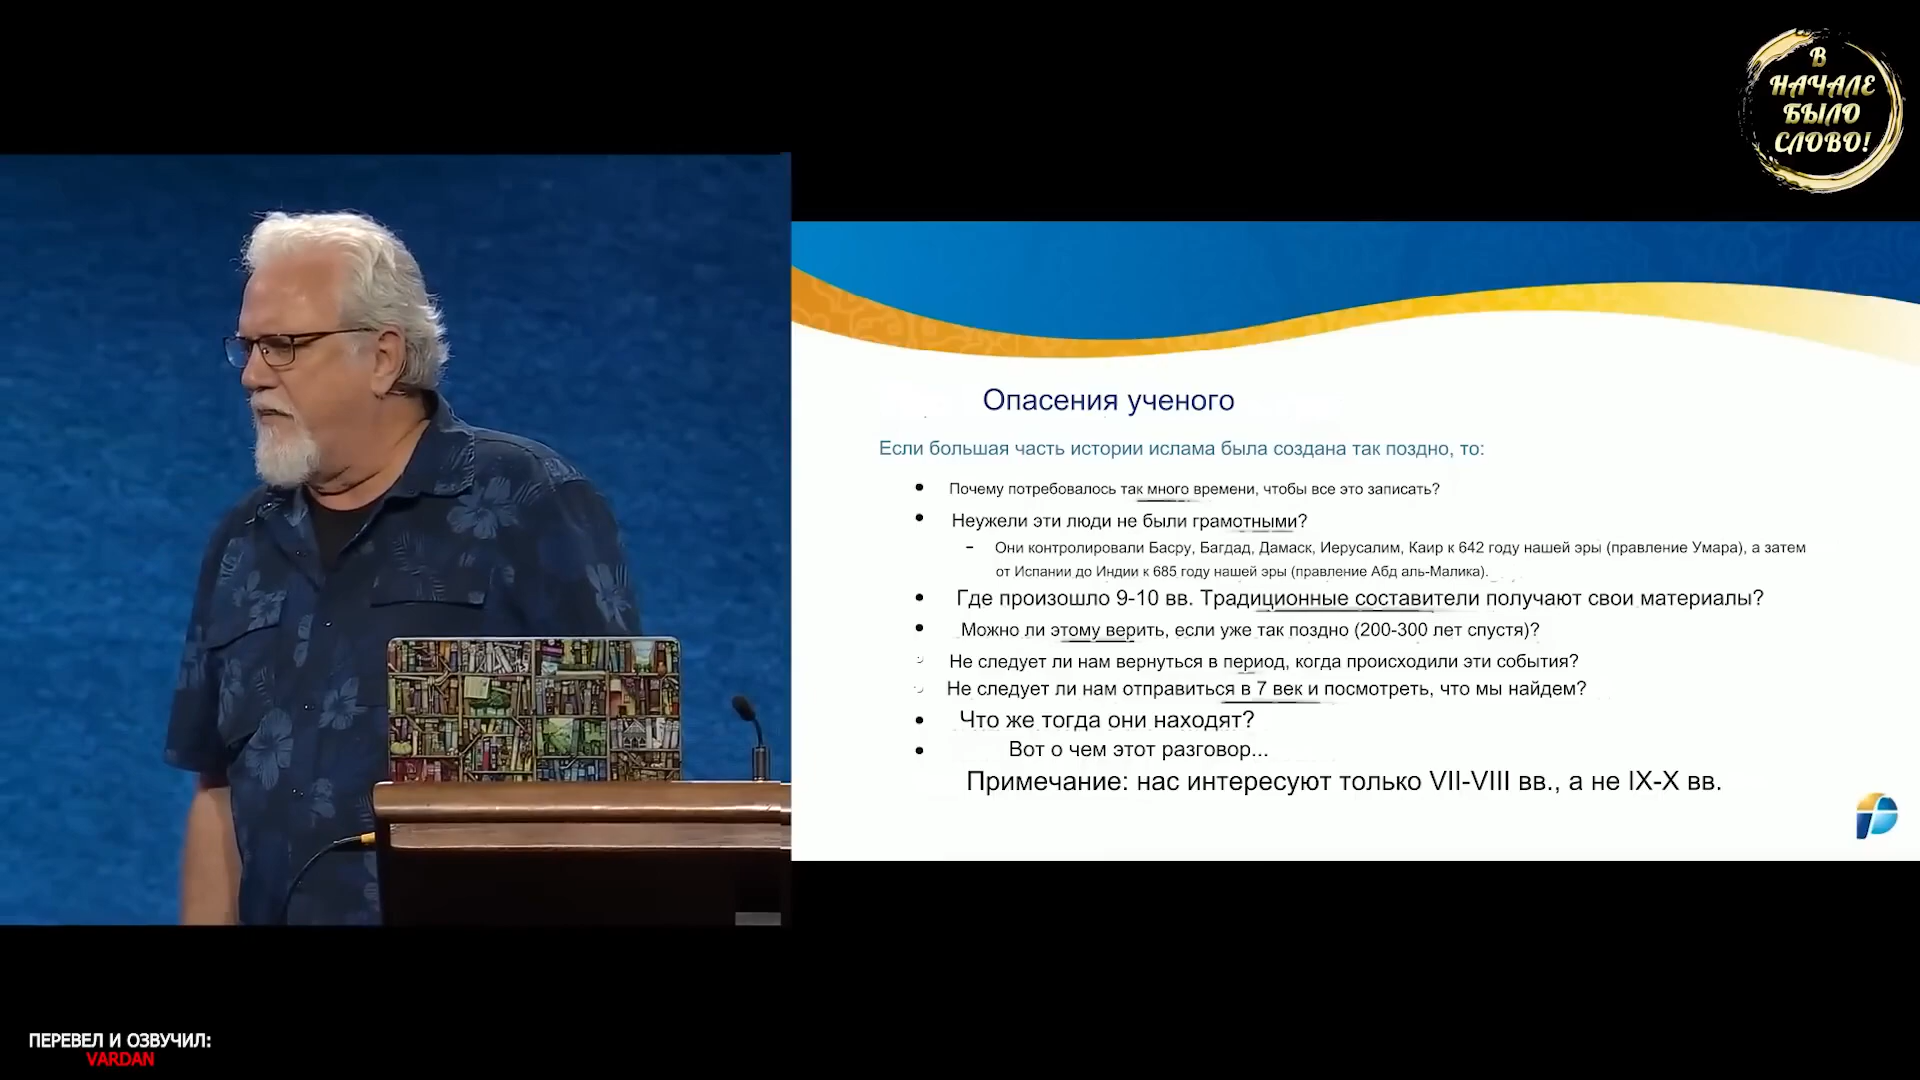 В
НАЧАЛЕ
БЫЛО
СЛОВО!
Опасения ученого
Если большая часть истории ислама была создана так поздно, то:
• Почему потребовалось так много времени, чтобы все это записать?
• Неужели эти люди не были грамотными?
- Они контролировали Басру, Багдад, Дамаск, Иерусалим, Каир к 642 году нашей эры (правление Умара), а затем
от Испании до Индии к 685 году нашей эры (правление Абд аль-Малика).
• Где произошло 9-10 вв. Традиционные составители получают свои материалы?
• Можно ли этому верить, если уже так поздно (200-300 лет спустя)?
Не следует ли нам вернуться в период, когда происходили эти события?
Не следует ли нам отправиться в 7 век и посмотреть, что мы найдем?
• Что же тогда они находят?
• Вот о чем этот разговор...
Примечание: нас интересуют только VII-VIII вв., а не IX-X вв.
ПЕРЕВЕЛ И ОЗВУЧИЛ:
VARDAN